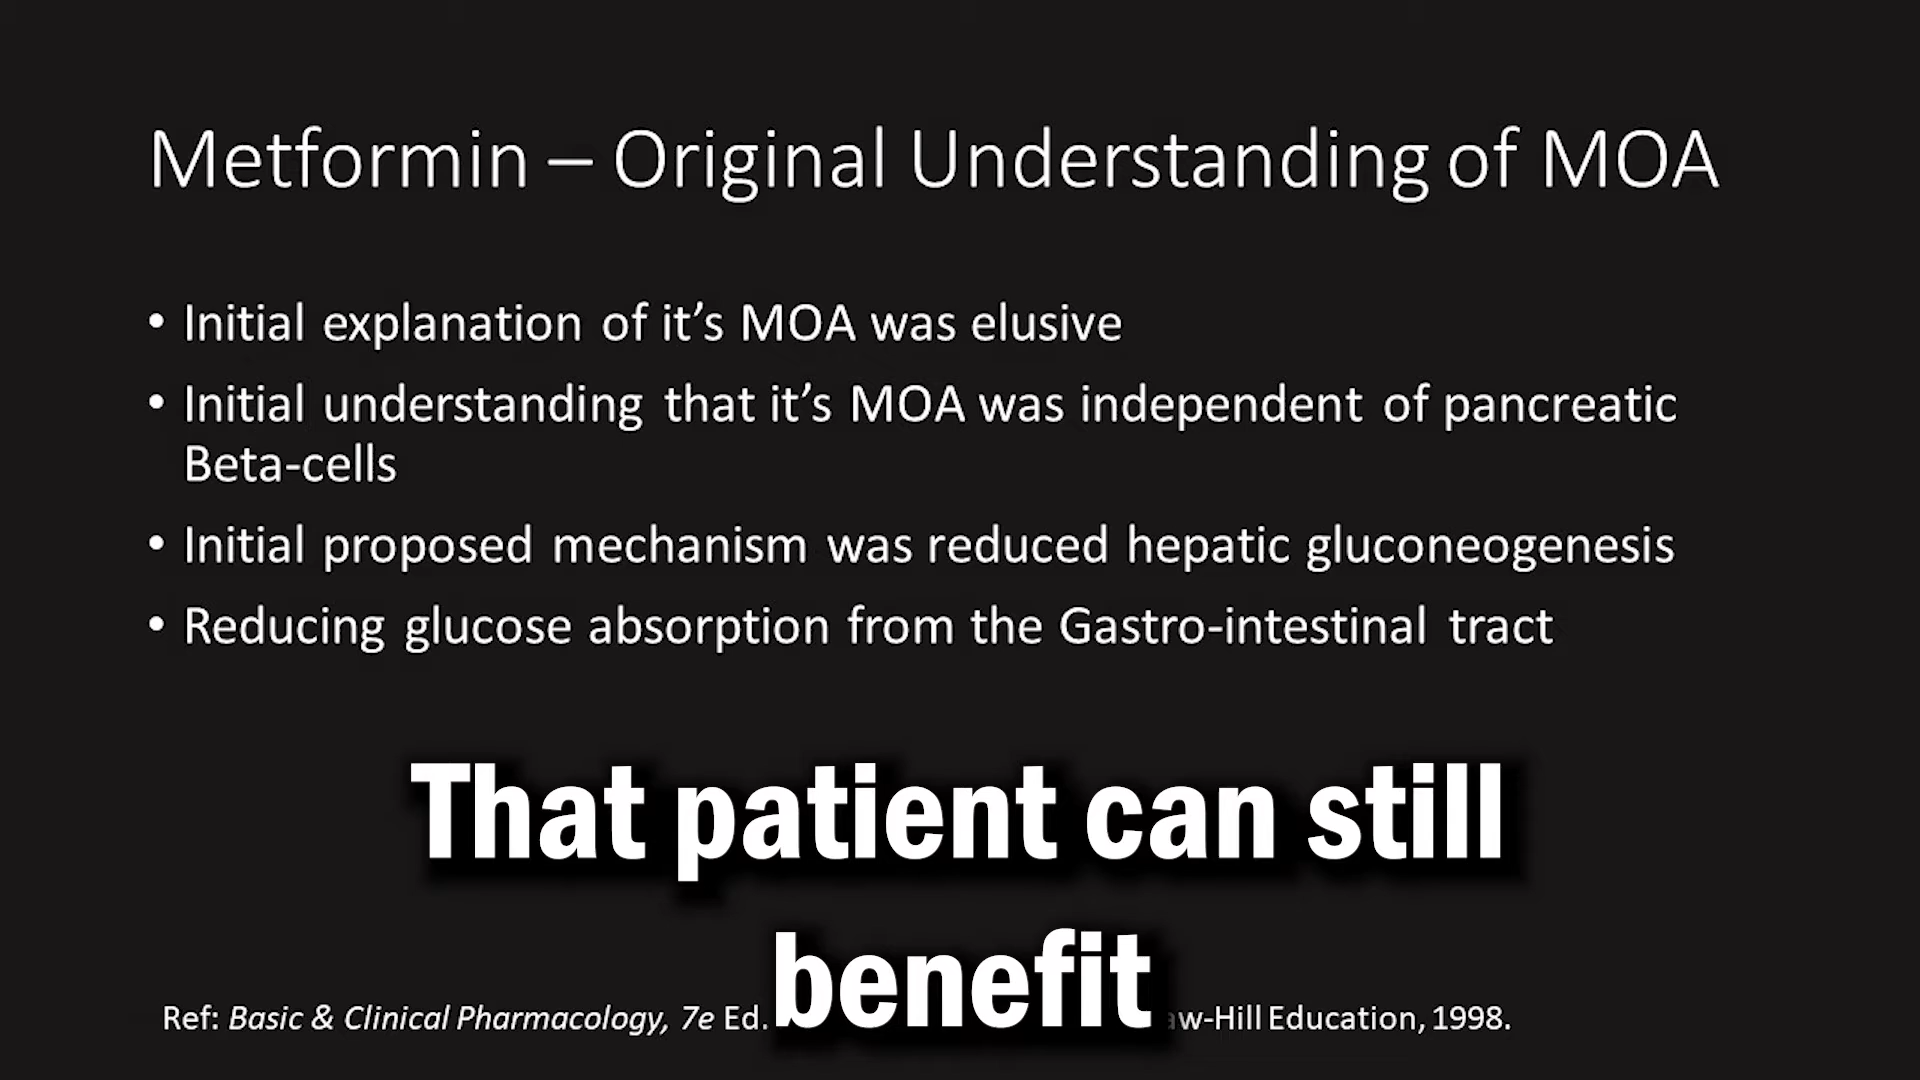 Metformin – Original Understanding of MOA
• Initial explanation of it’s MOA was elusive
• Initial understanding that it’s MOA was independent of pancreatic
Beta-cells
• Initial proposed mechanism was reduced hepatic gluconeogenesis
• Reducing glucose absorption from the Gastro-intestinal tract
That patient can still
benefit
Ref: Basic & Clinical Pharmacology, 7e Ed. Education, 1998.